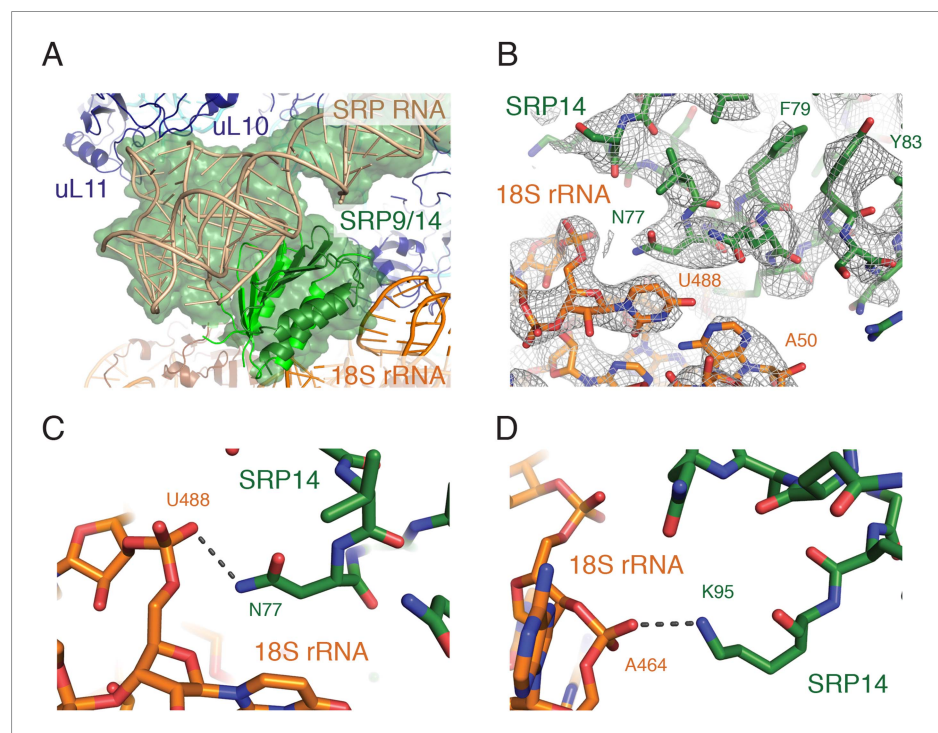 A
uL10
SRP RNA
uL11
SRP9/14
18S rRNA
B
SRP14
F79
Y83
18S rRNA
N77
U488
A50
C
SRP14
U488
N77
18S rRNA
D
18S rRNA
K95
A464
SRP14